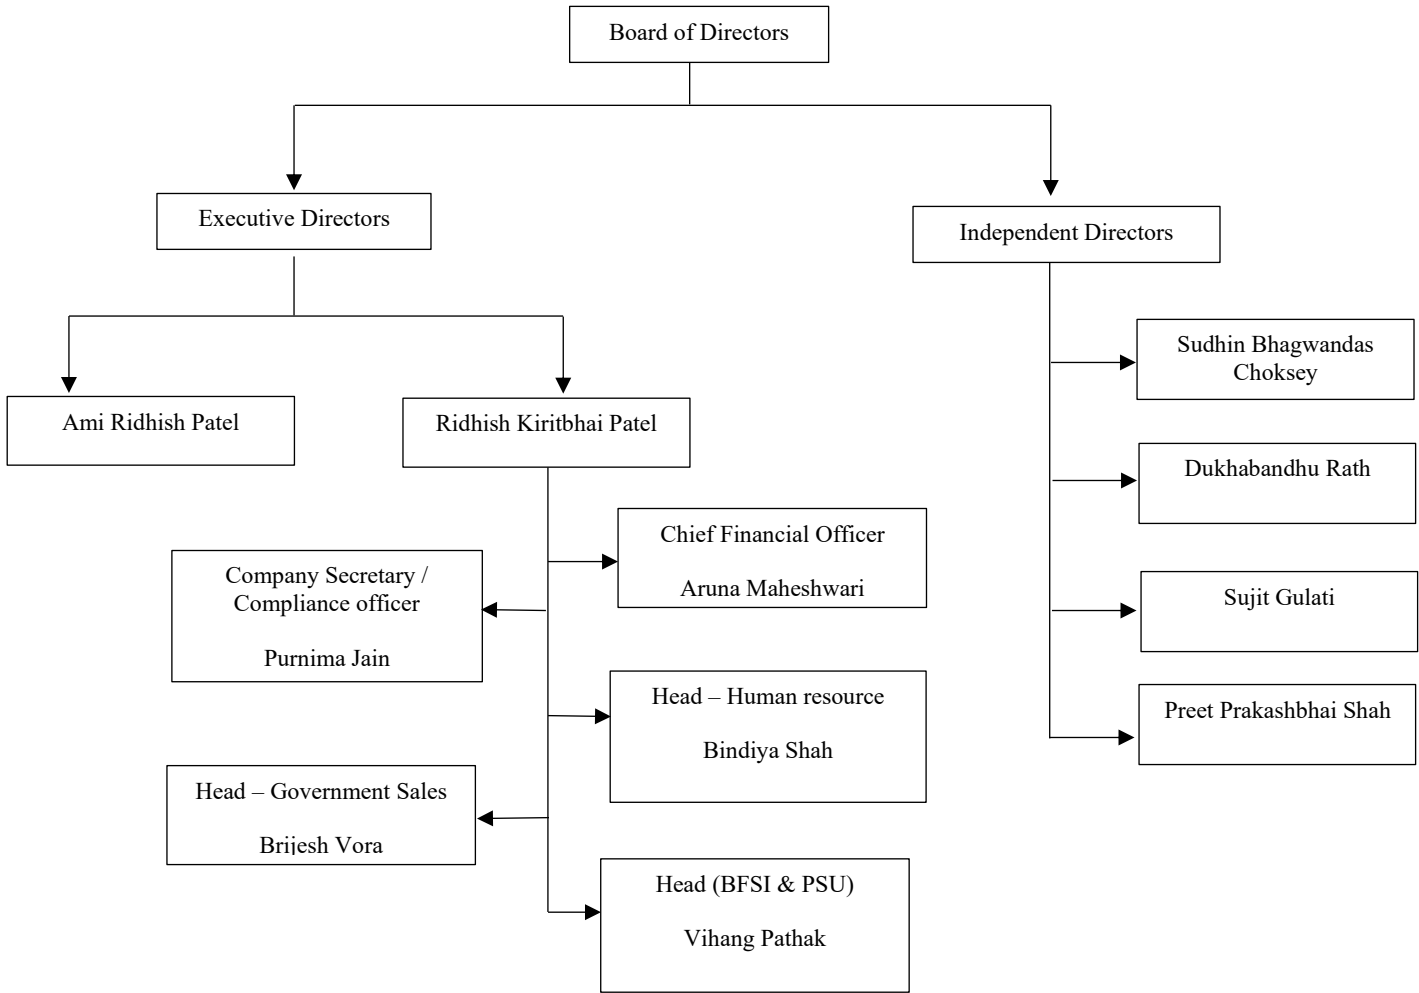 Board of Directors
Executive Directors
Independent Directors
Ami Ridhish Patel
Ridhish Kiritbhai Patel
Sudhin Bhagwandas
Choksey
Dukhabandhu Rath
Sujit Gulati
Preet Prakashbhai Shah
Chief Financial Officer
Aruna Maheshwari
Company Secretary /
Compliance officer
Purnima Jain
Head – Human resource
Bindiya Shah
Head – Government Sales
Brijesh Vora
Head (BFSI & PSU)
Vihang Pathak